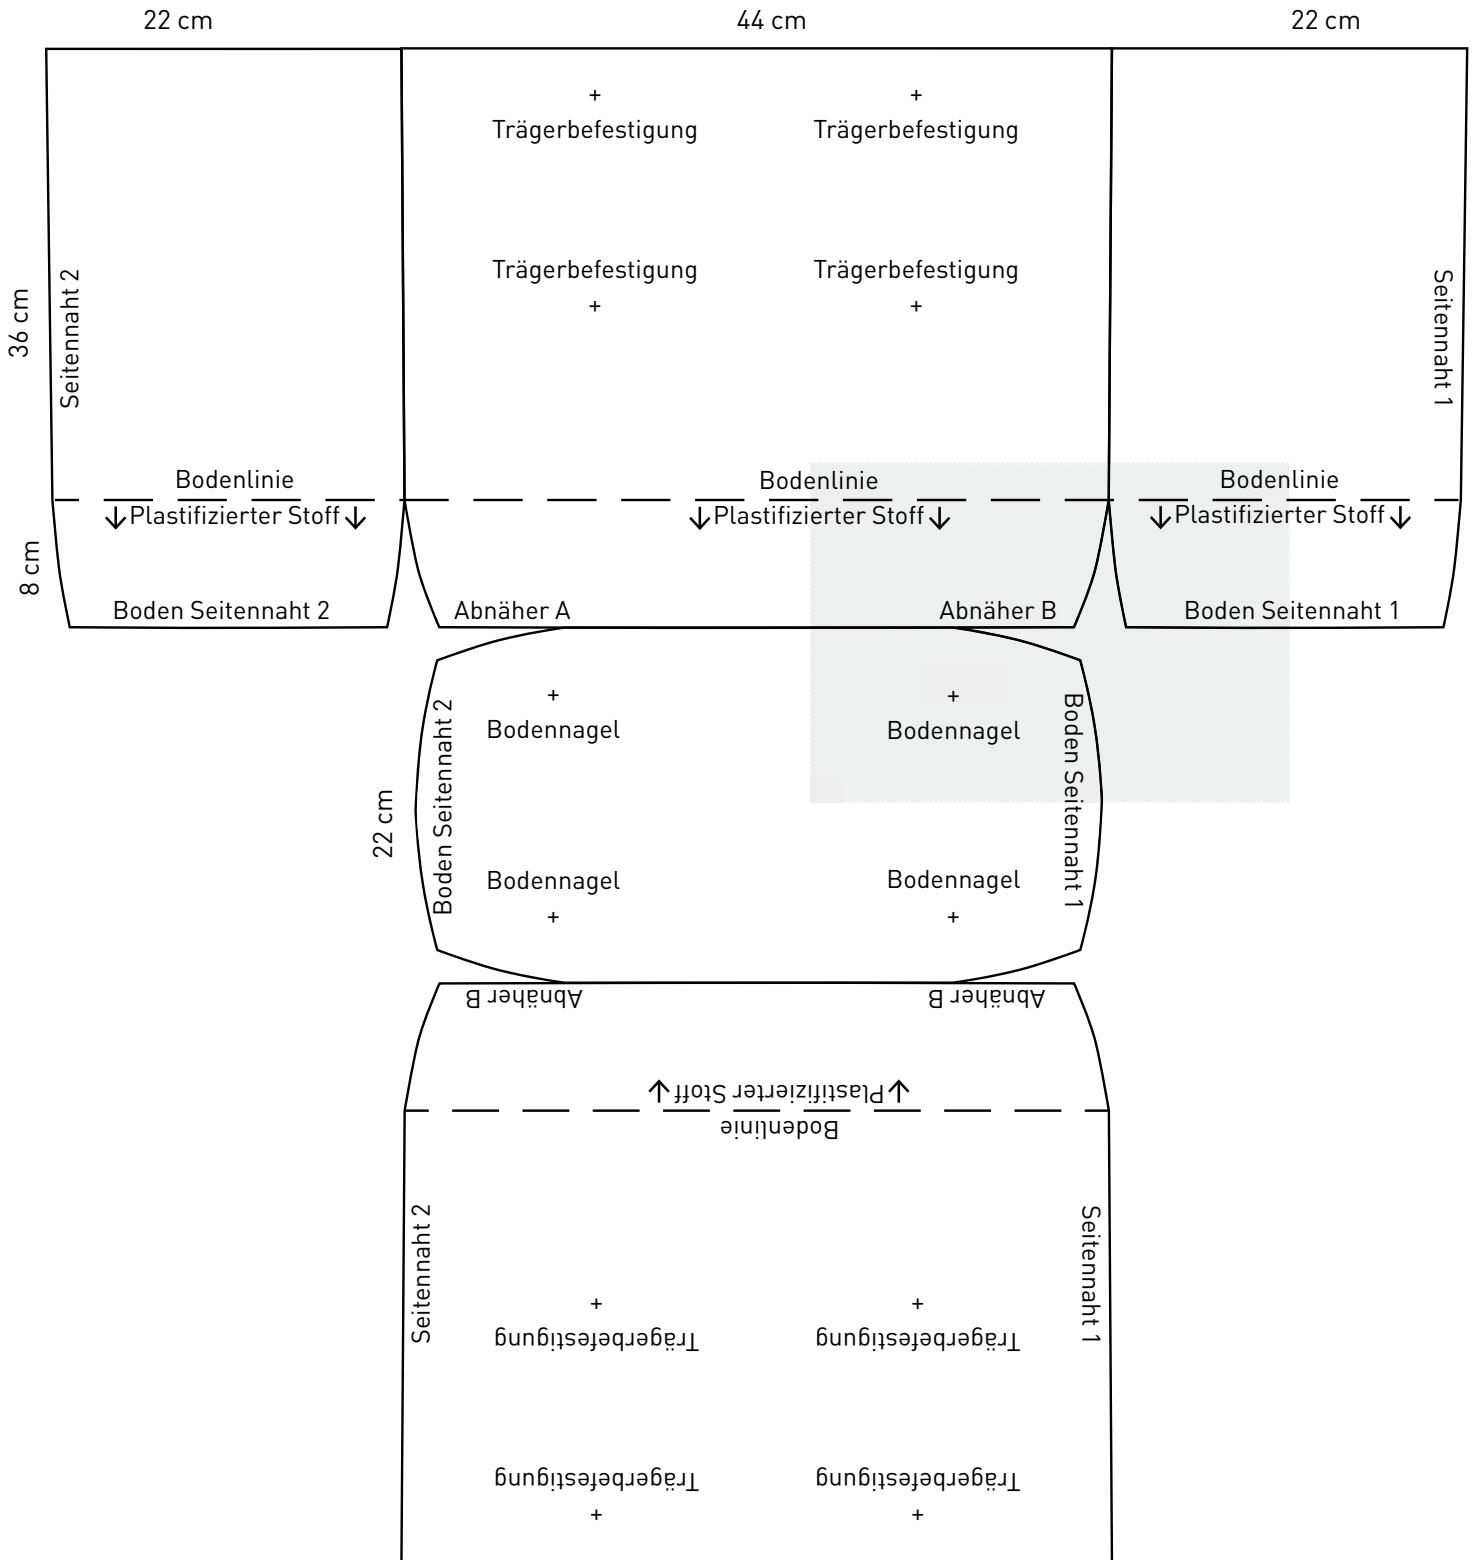 22 cm
44 cm
22 cm
Trägerbefestigung
Trägerbefestigung
Trägerbefestigung
Trägerbefestigung
36 cm
Seitennaht 2
Seitennaht 1
Bodenlinie
Bodenlinie
Bodenlinie
Plastifizierter Stoff
Plastifizierter Stoff
Plastifizierter Stoff
8 cm
Boden Seitennaht 2
Abnäher A
Abnäher B
Boden Seitennaht 1
Boden Seitennaht 2
Bodennagel
Bodennagel
Boden Seitennaht 1
22 cm
Bodennagel
Bodennagel
Abnäher B
Abnäher B
Plastifizierter Stoff
Bodenlinie
Seitennaht 2
Seitennaht 1
Trägerbefestigung
Trägerbefestigung
Trägerbefestigung
Trägerbefestigung